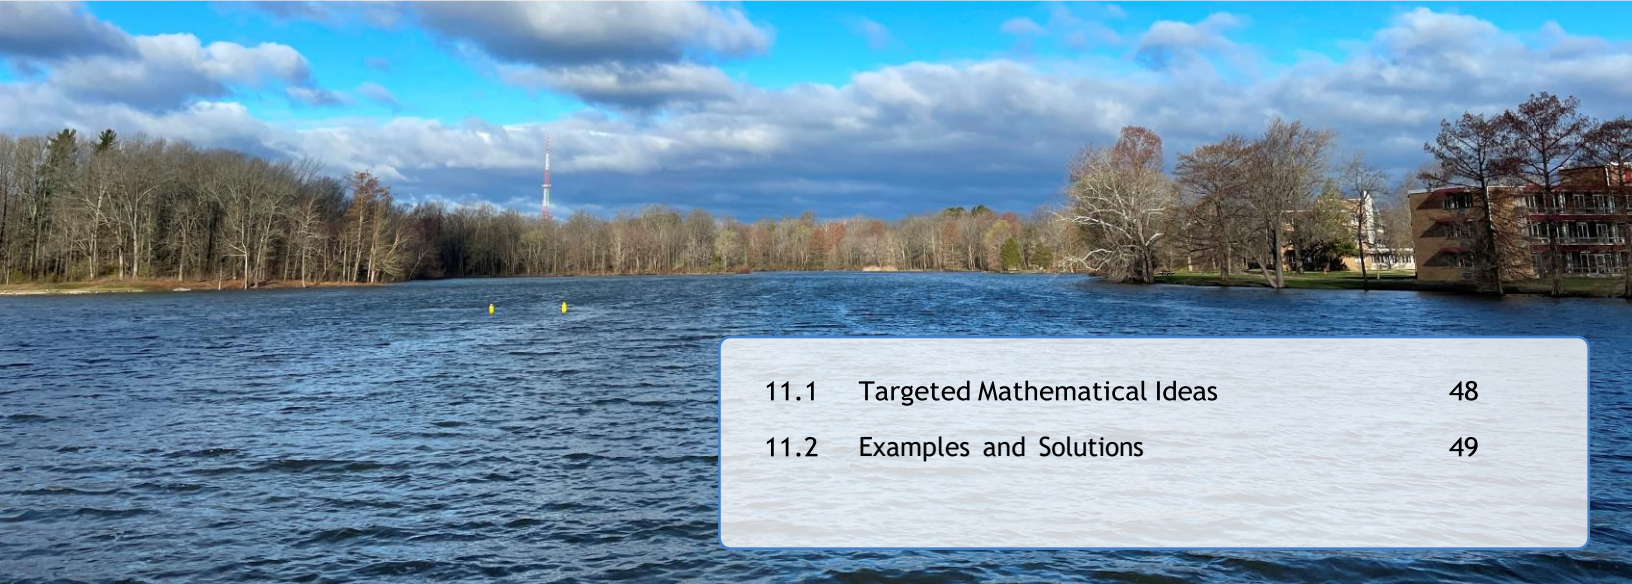 11.1 Targeted Mathematical Ideas 48
11.2 Examples and Solutions 49